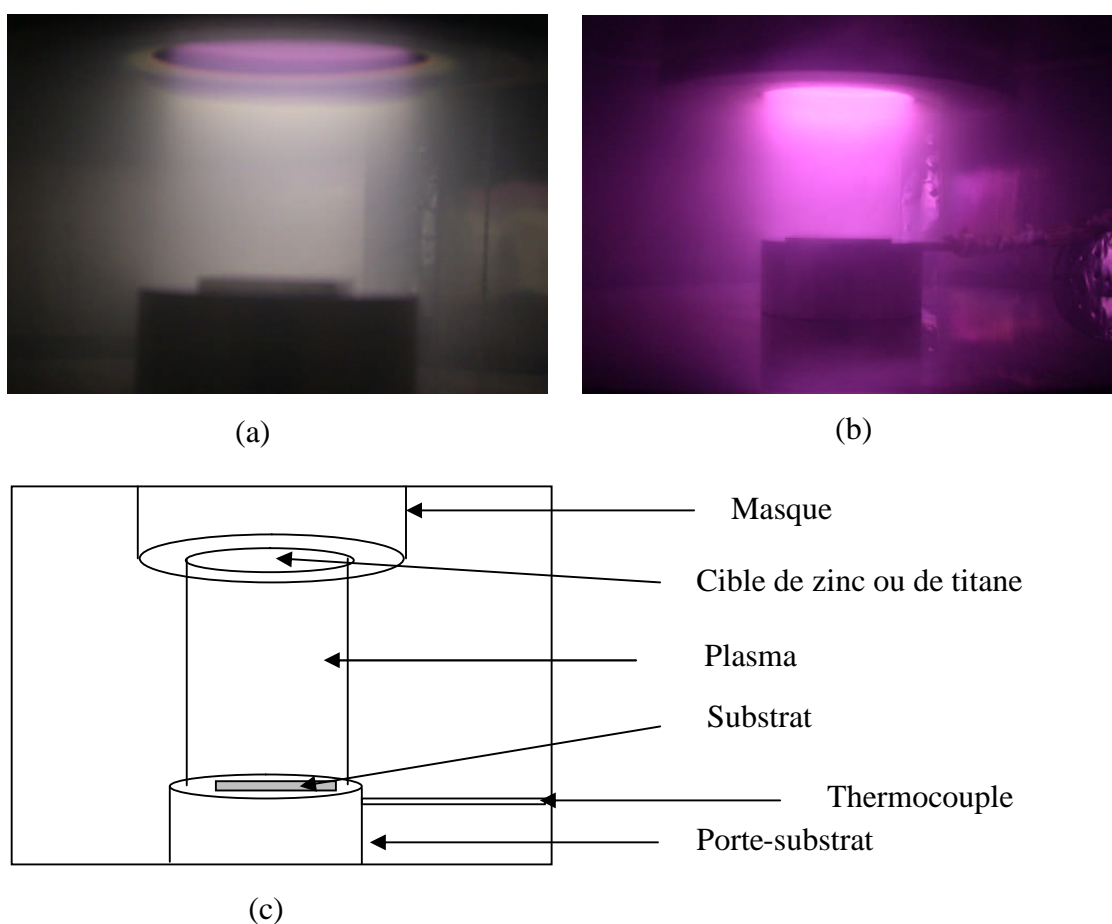 (a)
(b)
Masque
Cible de zinc ou de titane
Plasma
Substrat
Thermocouple
Porte-substrat
(c)